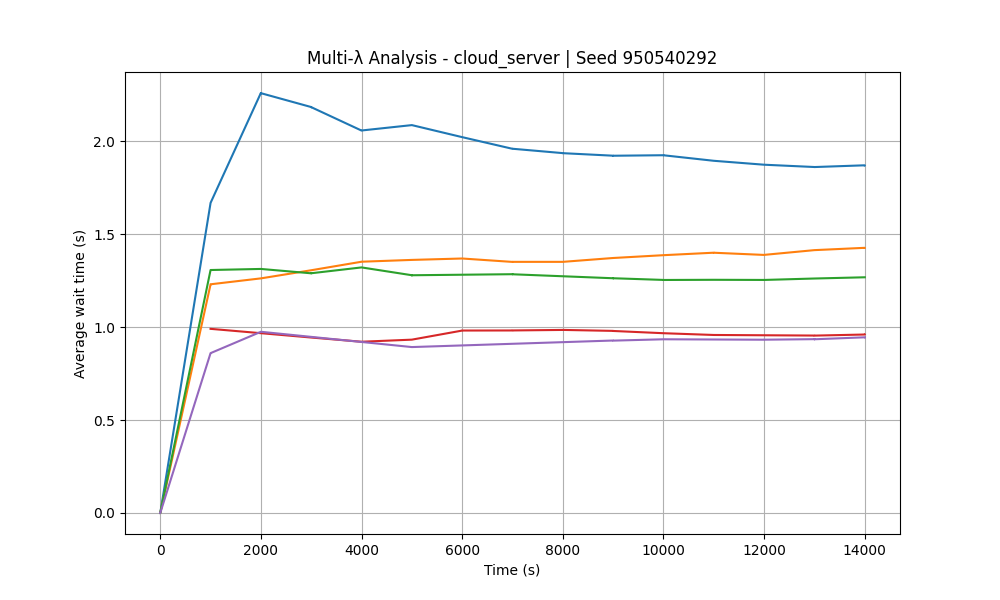 Multi-λ Analysis - cloud_server | Seed 950540292
Average wait time (s)
2.0
1.5
1.0
0.5
0.0
0 2000 4000 6000 8000 10000 12000 14000
Time (s)